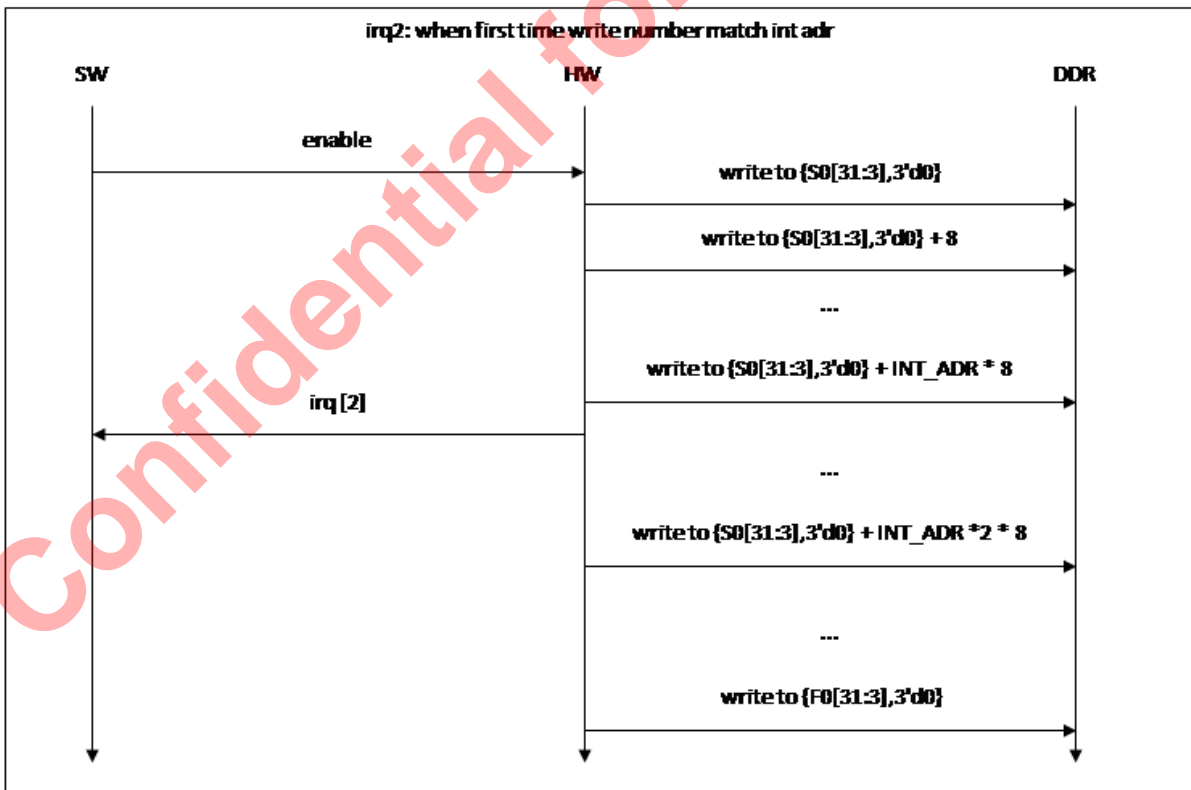 irq2: when first time write number match int adr
SW
HW
DDR
enable
write to {S0[31:3],3'd0}
write to {S0[31:3],3'd0} + 8
...
write to {S0[31:3],3'd0} + INT_ADR * 8
irq [2]
...
write to {S0[31:3],3'd0} + INT_ADR *2 * 8
...
write to {F0[31:3],3'd0}
Confidential for